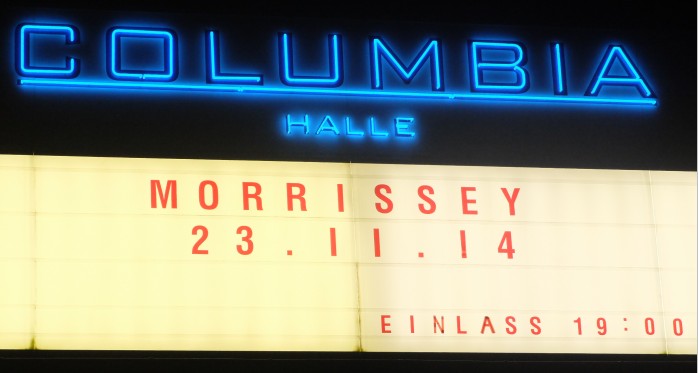 COLUMBIA
HALLE
MORRISSEY
23.11.14
EINLASS 19:00